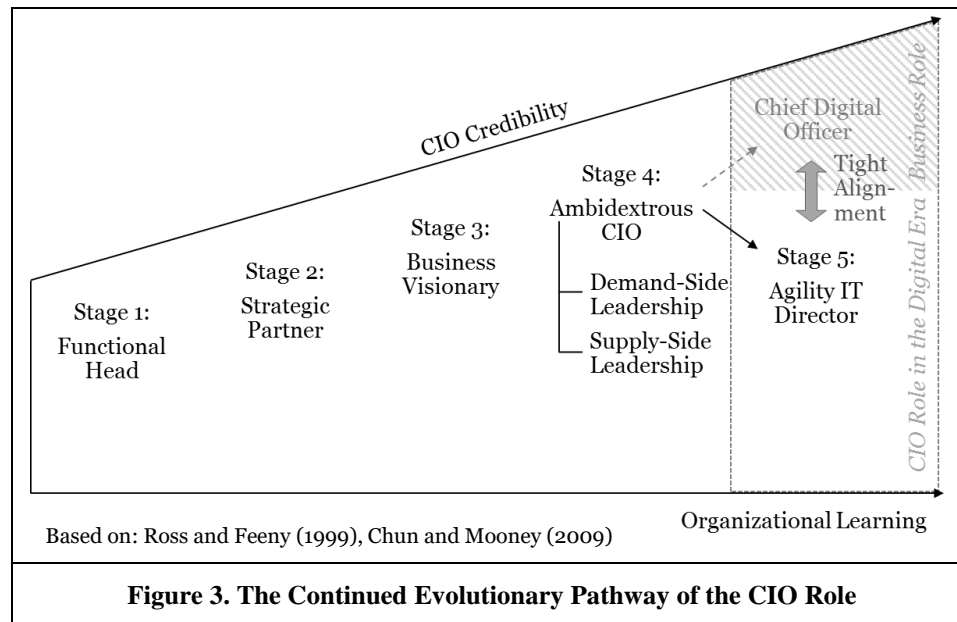 CIO Credibility
Stage 1:
Functional
Head
Stage 2:
Strategic
Partner
Stage 3:
Business
Visionary
Stage 4:
Ambidextrous
CIO
Demand-Side
Leadership
Supply-Side
Leadership
Chief Digital
Officer
Tight
Align-
ment
Stage 5:
Agility IT
Director
Business Role
CIO Role in the Digital Era
Organizational Learning
Based on: Ross and Feeny (1999), Chun and Mooney (2009)
Figure 3. The Continued Evolutionary Pathway of the CIO Role